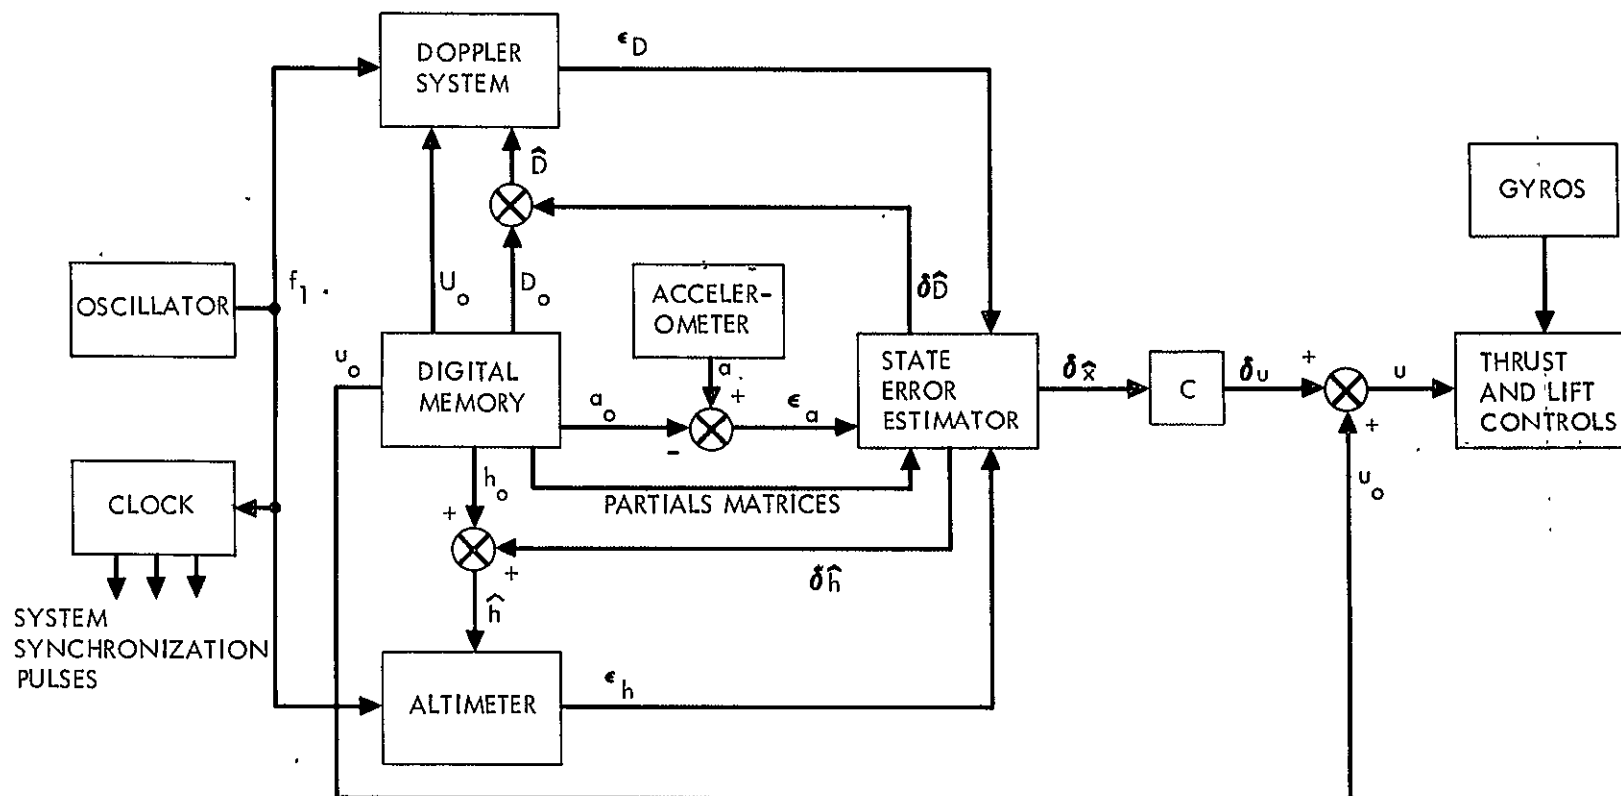 DOPPLER
SYSTEM
ϵD
D̂
GYROS
OSCILLATOR
f1
Uo
Do
ACCELER-
OMETER
δD̂
uo
DIGITAL
MEMORY
a
+
ao
-
ϵa
STATE
ERROR
ESTIMATOR
δx̂
C
δu
+
u
+
uo
THRUST
AND LIFT
CONTROLS
CLOCK
ho
+
PARTIALS MATRICES
+
δĥ
ĥ
SYSTEM
SYNCHRONIZATION
PULSES
ALTIMETER
ϵh